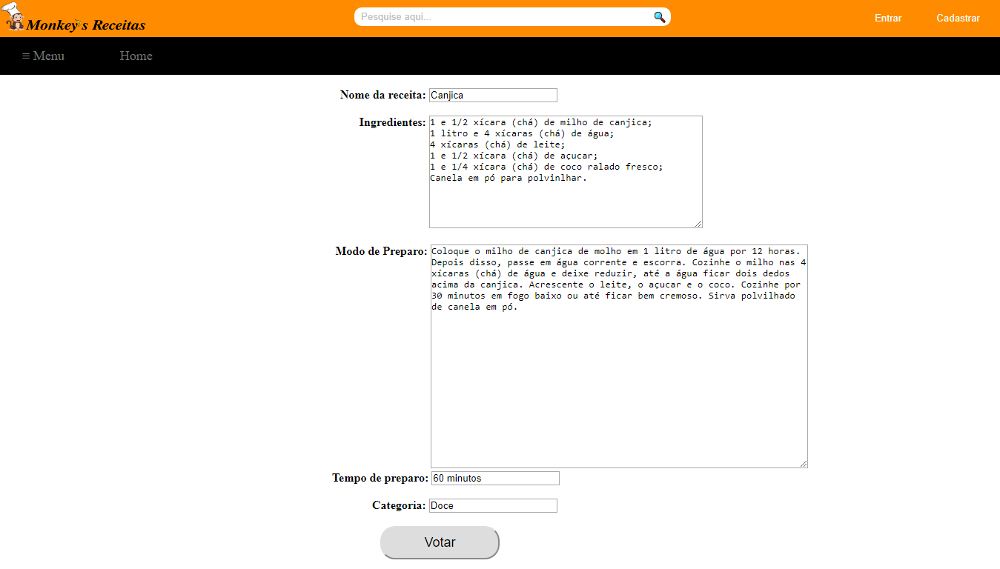 Monkey's Receitas
Pesquise aqui...
Entrar
Cadastrar
≡ Menu
Home
Nome da receita: Canjica
Ingredientes:
1 e 1/2 xícara (chá) de milho de canjica;
1 litro e 4 xícaras (chá) de água;
4 xícaras (chá) de leite;
1 e 1/2 xícara (chá) de açucar;
1 e 1/4 xícara (chá) de coco ralado fresco;
Canela em pó para polvinlhar.
Modo de Preparo:
Coloque o milho de canjica de molho em 1 litro de água por 12 horas.
Depois disso, passe em água corrente e escorra. Cozinhe o milho nas 4
xícaras (chá) de água e deixe reduzir, até a água ficar dois dedos
acima da canjica. Acrescente o leite, o açucar e o coco. Cozinhe por
30 minutos em fogo baixo ou até ficar bem cremoso. Sirva polvilhado
de canela em pó.
Tempo de preparo: 60 minutos
Categoria: Doce
Votar